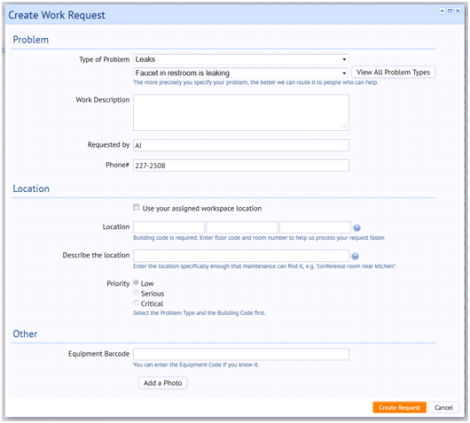 Create Work Request
Problem
Type of Problem Leaks
Faucet in restroom is leaking View All Problem Types
The more precisely you specify your problem, the better we can route it to people who can help.
Work Description
Requested by AI
Phone# 227-2508
Location
Use your assigned workspace location
Location
Building code is required. Enter floor code and room number to help us process your request faster.
Describe the location
Enter the location specifically enough that maintenance can find it, e.g. "conference room near kitchen".
Priority Low
Serious
Critical
Select the Problem Type and the Building Code first.
Other
Equipment Barcode
You can enter the Equipment Code if you know it.
Add a Photo
Create Request Cancel